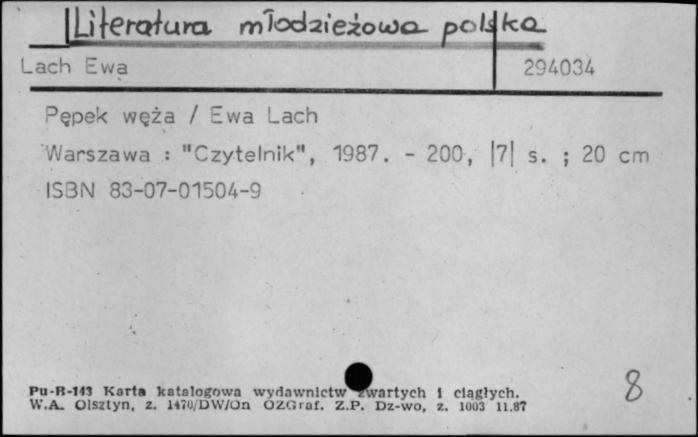 Literatura młodzieżowa polska
Lach Ewa 294034
Pępek węża / Ewa Lach
Warszawa : "Czytelnik", 1987. - 200, |7| s. ; 20 cm
ISBN 83-07-01504-9
Pu-B-143 Karta katalogowa wydawnictw zwartych i ciągłych.
W.A. Olsztyn, z. 1470/DW/On OZGraf. Z.P. Dz-wo, z. 1003 11.87
8